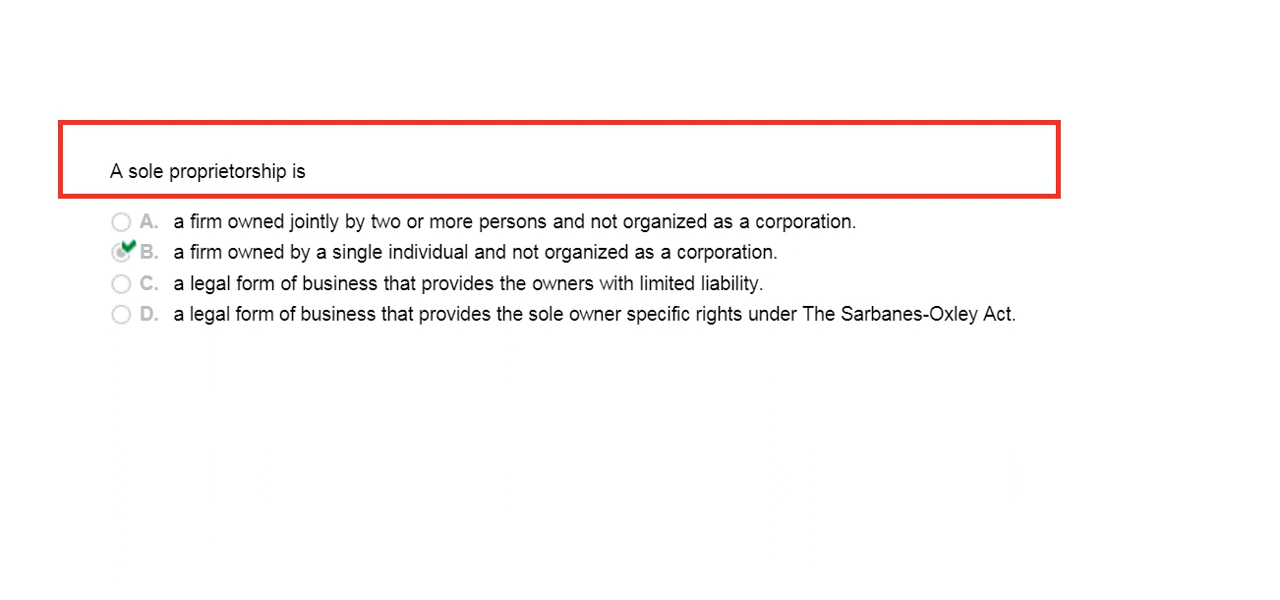 A sole proprietorship is
A. a firm owned jointly by two or more persons and not organized as a corporation.
B. a firm owned by a single individual and not organized as a corporation.
C. a legal form of business that provides the owners with limited liability.
D. a legal form of business that provides the sole owner specific rights under The Sarbanes-Oxley Act.